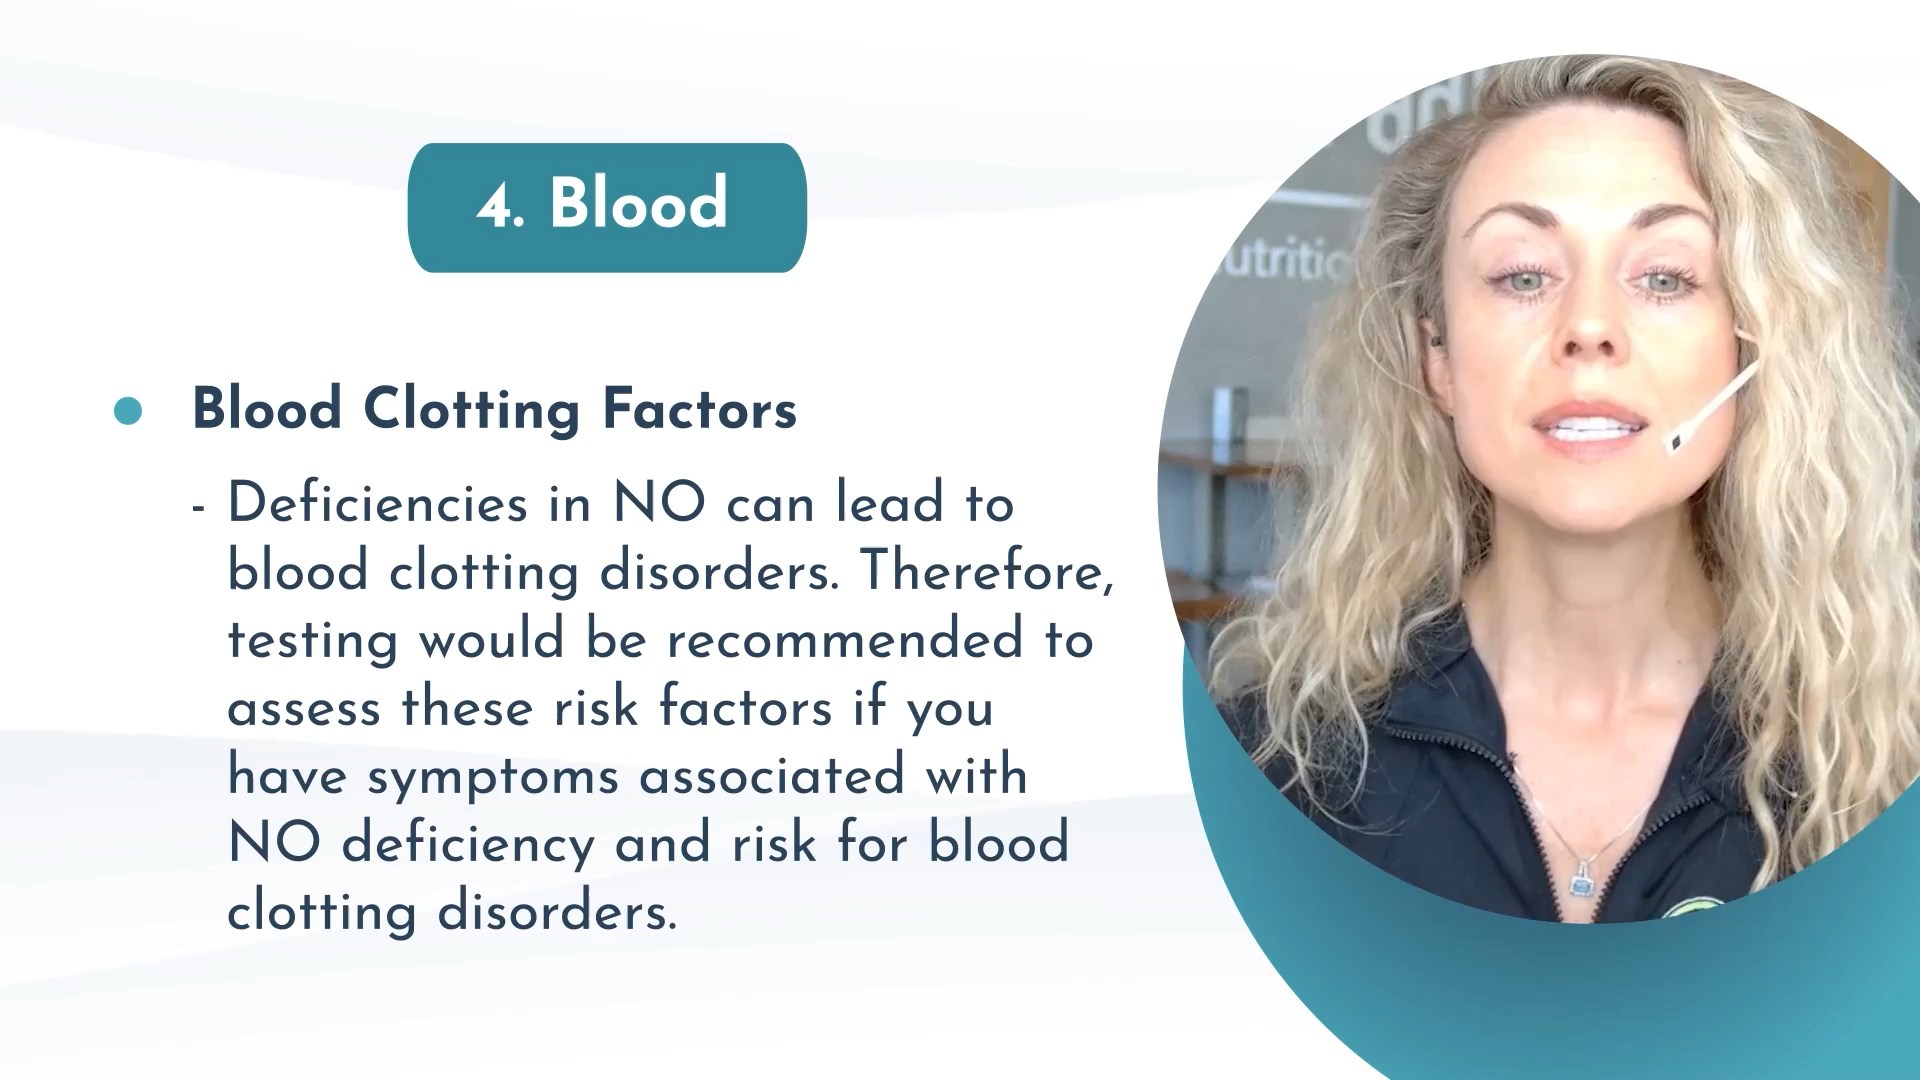 4. Blood
Blood Clotting Factors
- Deficiencies in NO can lead to
blood clotting disorders. Therefore,
testing would be recommended to
assess these risk factors if you
have symptoms associated with
NO deficiency and risk for blood
clotting disorders.
utritio